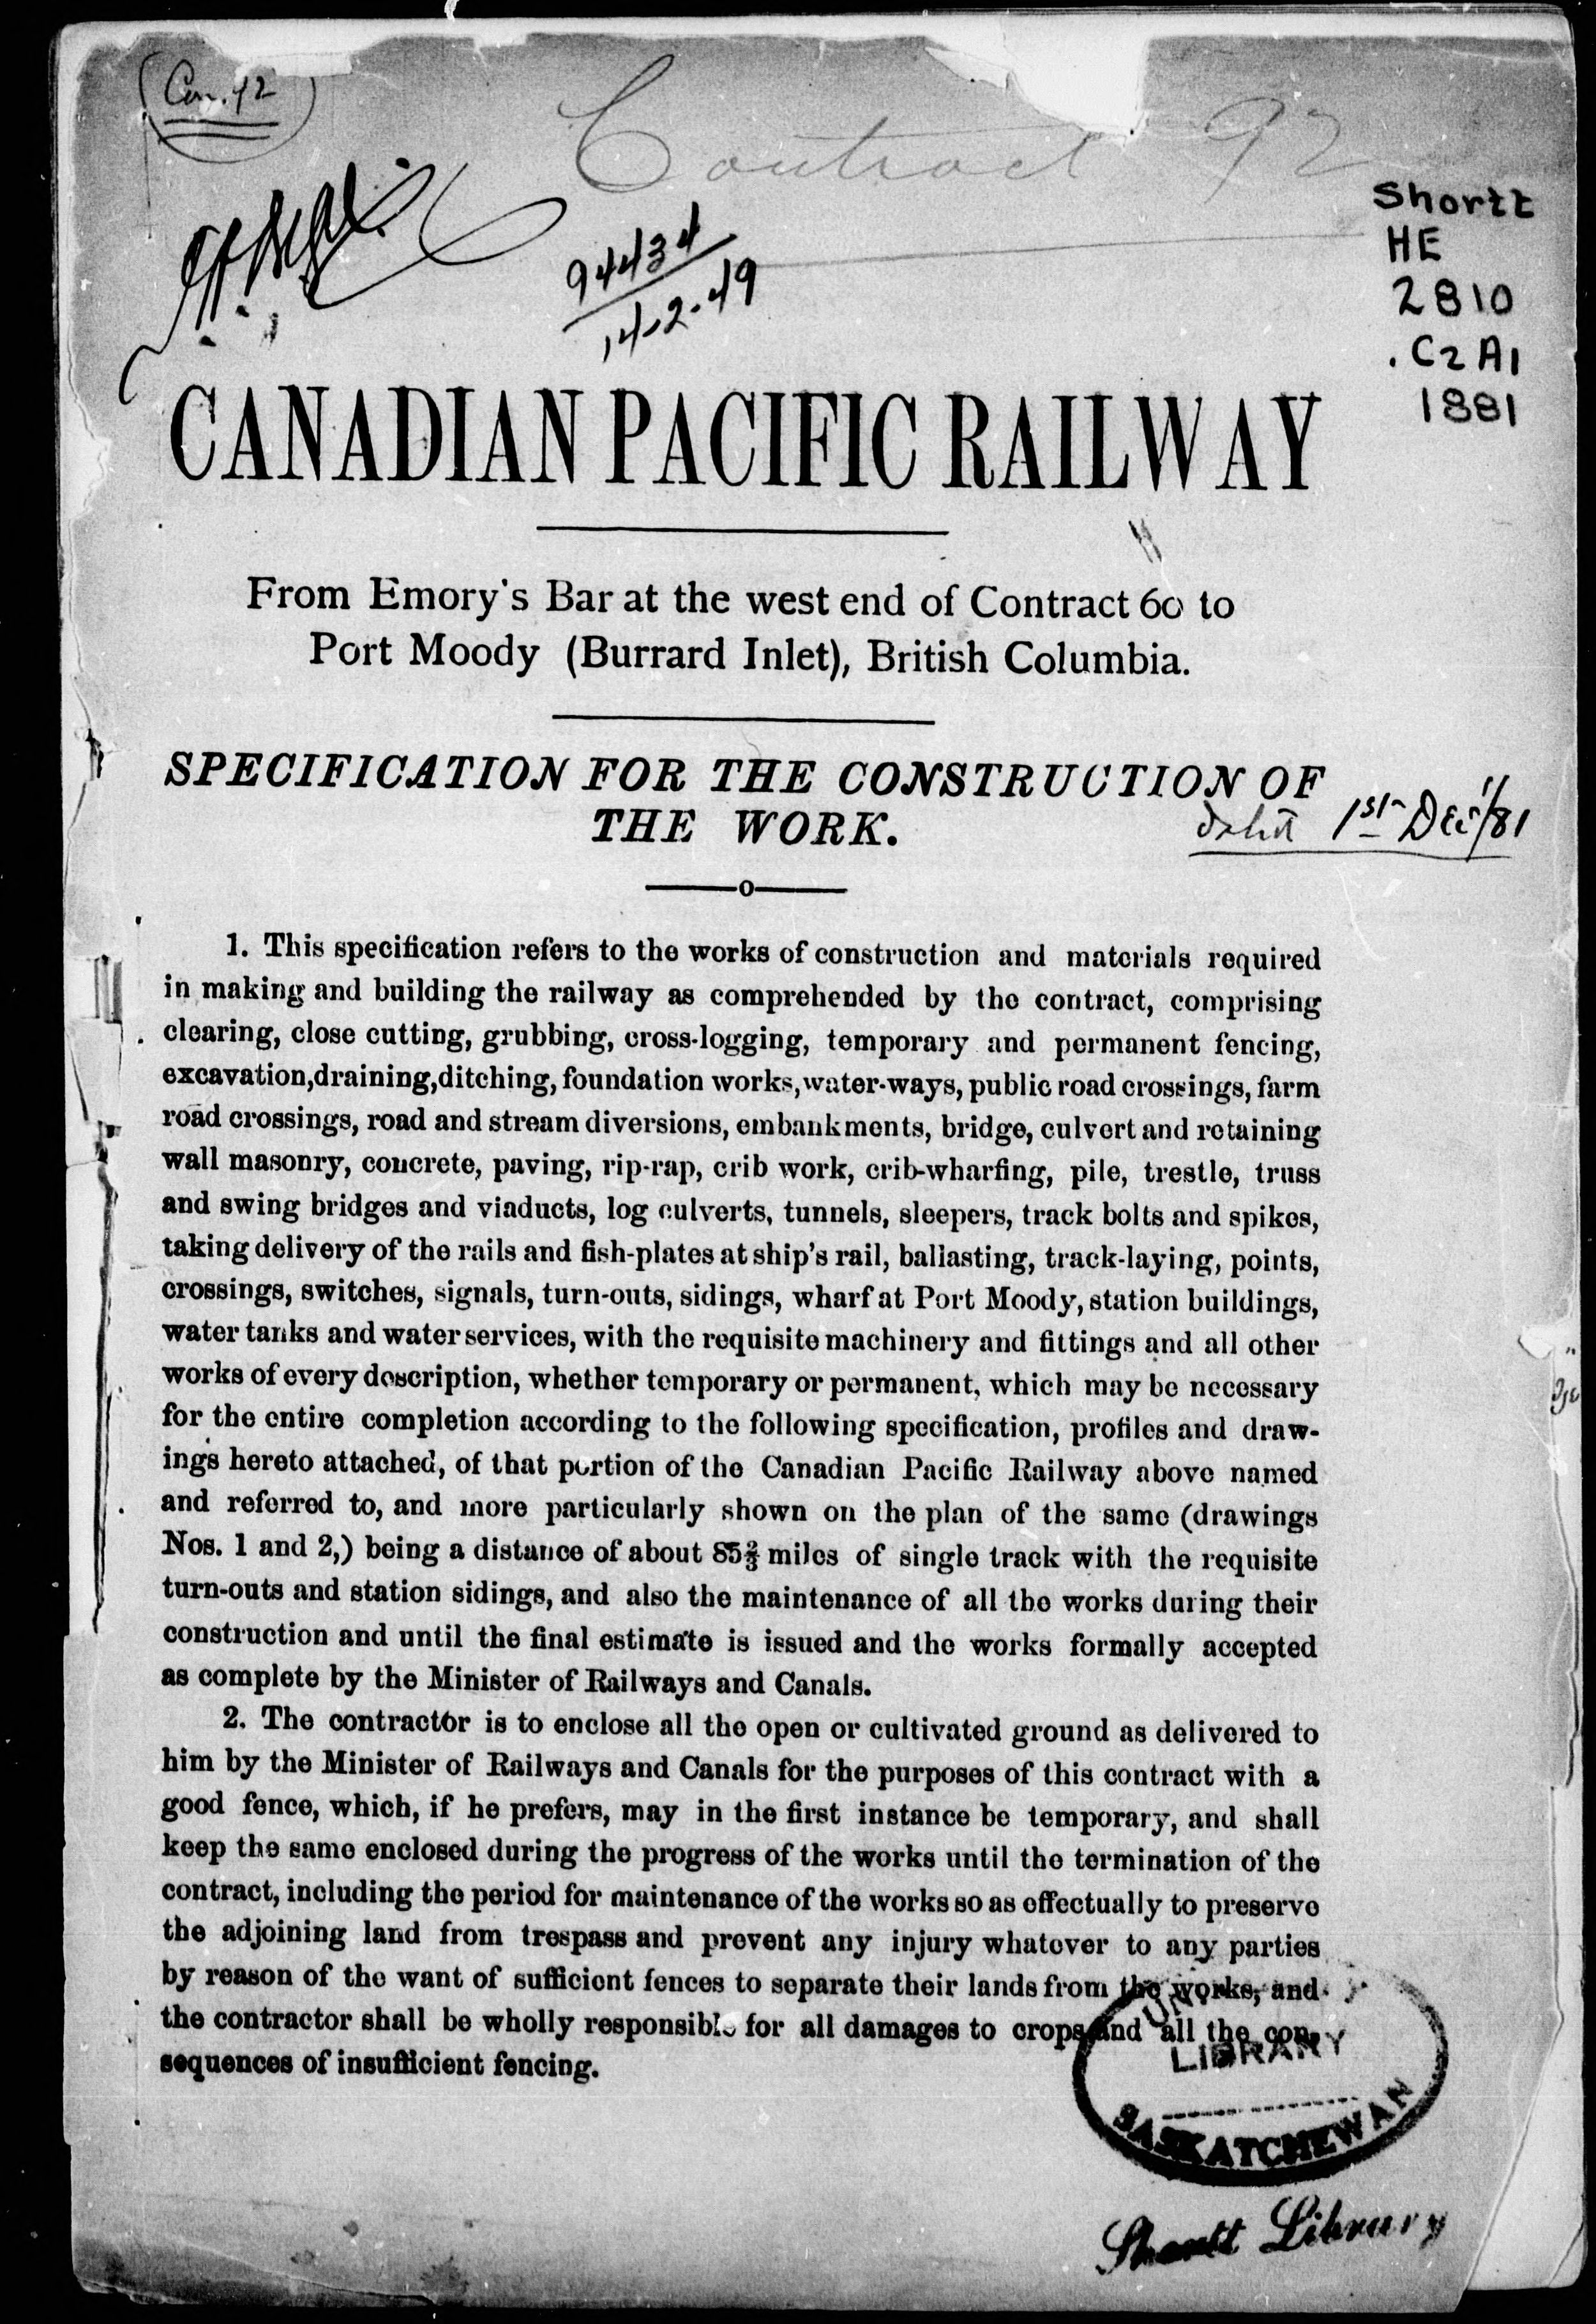 Con. 92
Contract 92
94434
14-2-49
Shortt
HE
2810
.C2A1
1881
CANADIAN PACIFIC RAILWAY
From Emory's Bar at the west end of Contract 60 to
Port Moody (Burrard Inlet), British Columbia.
SPECIFICATION FOR THE CONSTRUCTION OF
THE WORK.
1st Dec/81
1. This specification refers to the works of construction and materials required
in making and building the railway as comprehended by the contract, comprising
clearing, close cutting, grubbing, cross-logging, temporary and permanent fencing,
excavation,draining,ditching, foundation works,water-ways, public road crossings, farm
road crossings, road and stream diversions, embankments, bridge, culvert and retaining
wall masonry, concrete, paving, rip-rap, crib work, crib-wharfing, pile, trestle, truss
and swing bridges and viaducts, log culverts, tunnels, sleepers, track bolts and spikes,
taking delivery of the rails and fish-plates at ship's rail, ballasting, track-laying, points,
crossings, switches, signals, turn-outs, sidings, wharf at Port Moody, station buildings,
water tanks and water services, with the requisite machinery and fittings and all other
works of every description, whether temporary or permanent, which may be necessary
for the entire completion according to the following specification, profiles and draw-
ings hereto attached, of that portion of the Canadian Pacific Railway above named
and referred to, and more particularly shown on the plan of the same (drawings
Nos. 1 and 2,) being a distance of about 85⅔ miles of single track with the requisite
turn-outs and station sidings, and also the maintenance of all the works during their
construction and until the final estimate is issued and the works formally accepted
as complete by the Minister of Railways and Canals.
2. The contractor is to enclose all the open or cultivated ground as delivered to
him by the Minister of Railways and Canals for the purposes of this contract with a
good fence, which, if he prefers, may in the first instance be temporary, and shall
keep the same enclosed during the progress of the works until the termination of the
contract, including the period for maintenance of the works so as effectually to preserve
the adjoining land from trespass and prevent any injury whatever to any parties
by reason of the want of sufficient fences to separate their lands from the works, and
the contractor shall be wholly responsible for all damages to crops and all the con-
sequences of insufficient fencing.
LIBRARY
SASKATCHEWAN
Shortt Library